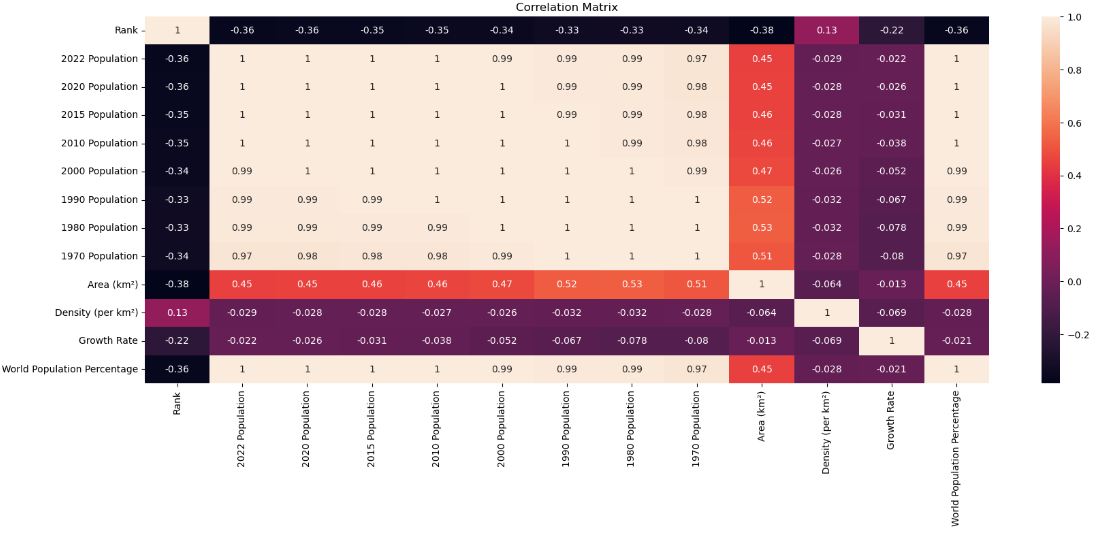 Correlation Matrix
Rank 1 -0.36 -0.36 -0.35 -0.35 -0.34 -0.33 -0.33 -0.34 -0.38 0.13 -0.22 -0.36
2022 Population -0.36 1 1 1 1 0.99 0.99 0.99 0.97 0.45 -0.029 -0.022 1
2020 Population -0.36 1 1 1 1 1 0.99 0.99 0.98 0.45 -0.028 -0.026 1
2015 Population -0.35 1 1 1 1 1 0.99 0.99 0.98 0.46 -0.028 -0.031 1
2010 Population -0.35 1 1 1 1 1 1 0.99 0.98 0.46 -0.027 -0.038 1
2000 Population -0.34 0.99 1 1 1 1 1 1 0.99 0.47 -0.026 -0.052 0.99
1990 Population -0.33 0.99 0.99 0.99 1 1 1 1 1 0.52 -0.032 -0.067 0.99
1980 Population -0.33 0.99 0.99 0.99 0.99 1 1 1 1 0.53 -0.032 -0.078 0.99
1970 Population -0.34 0.97 0.98 0.98 0.98 0.99 1 1 1 0.51 -0.028 -0.08 0.97
Area (km²) -0.38 0.45 0.45 0.46 0.46 0.47 0.52 0.53 0.51 1 -0.064 -0.013 0.45
Density (per km²) 0.13 -0.029 -0.028 -0.028 -0.027 -0.026 -0.032 -0.032 -0.028 -0.064 1 -0.069 -0.028
Growth Rate -0.22 -0.022 -0.026 -0.031 -0.038 -0.052 -0.067 -0.078 -0.08 -0.013 -0.069 1 -0.021
World Population Percentage -0.36 1 1 1 1 0.99 0.99 0.99 0.97 0.45 -0.028 -0.021 1
Rank
2022 Population
2020 Population
2015 Population
2010 Population
2000 Population
1990 Population
1980 Population
1970 Population
Area (km²)
Density (per km²)
Growth Rate
World Population Percentage
1.0
0.8
0.6
0.4
0.2
0.0
−0.2